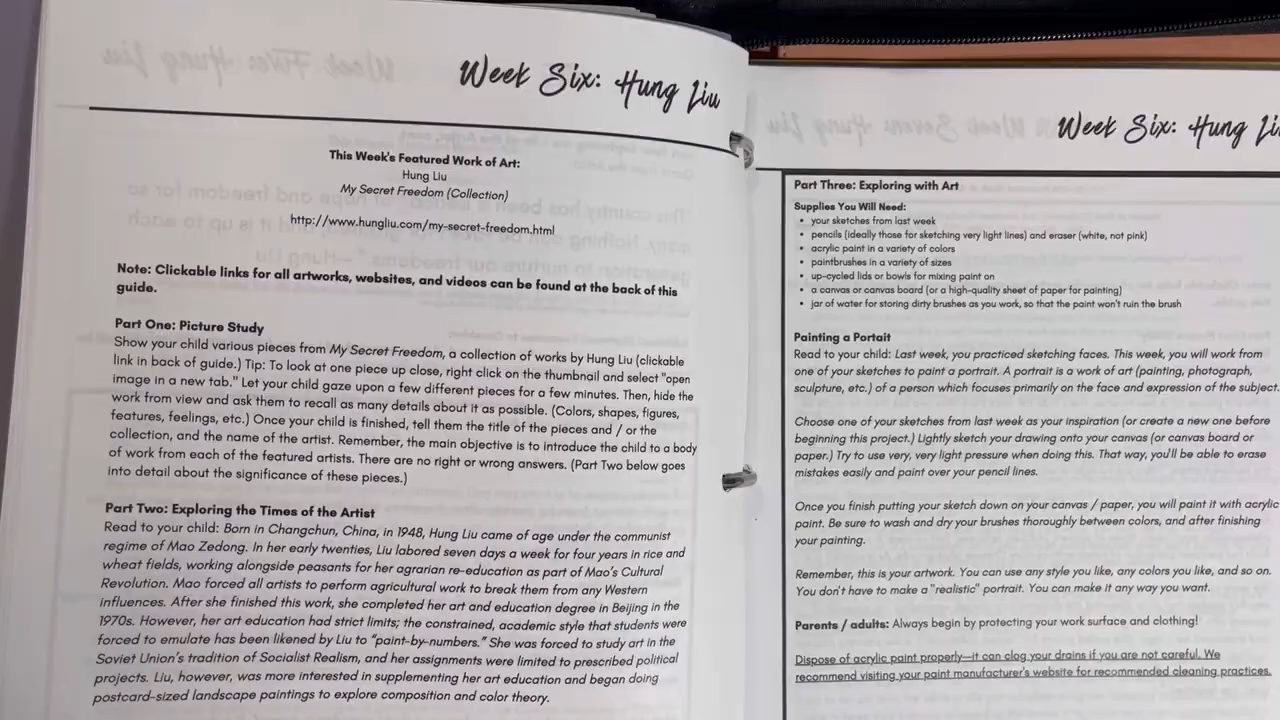 Week Six: Hung Liu
This Week's Featured Work of Art:
Hung Liu
My Secret Freedom (Collection)
http://www.hungliu.com/my-secret-freedom.html
Note: Clickable links for all artworks, websites, and videos can be found at the back of this
guide.
Part One: Picture Study
Show your child various pieces from My Secret Freedom, a collection of works by Hung Liu (clickable
link in back of guide.) Tip: To look at one piece up close, right click on the thumbnail and select "open
image in a new tab." Let your child gaze upon a few different pieces for a few minutes. Then, hide the
work from view and ask them to recall as many details about it as possible. (Colors, shapes, figures,
features, feelings, etc.) Once your child is finished, tell them the title of the pieces and / or the
collection, and the name of the artist. Remember, the main objective is to introduce the child to a body
of work from each of the featured artists. There are no right or wrong answers. (Part Two below goes
into detail about the significance of these pieces.)
Part Two: Exploring the Times of the Artist
Read to your child: Born in Changchun, China, in 1948, Hung Liu came of age under the communist
regime of Mao Zedong. In her early twenties, Liu labored seven days a week for four years in rice and
wheat fields, working alongside peasants for her agrarian re-education as part of Mao's Cultural
Revolution. Mao forced all artists to perform agricultural work to break them from any Western
influences. After she finished this work, she completed her art and education degree in Beijing in the
1970s. However, her art education had strict limits; the constrained, academic style that students were
forced to emulate has been likened by Liu to "paint-by-numbers." She was forced to study art in the
Soviet Union's tradition of Socialist Realism, and her assignments were limited to prescribed political
projects. Liu, however, was more interested in supplementing her art education and began doing
postcard-sized landscape paintings to explore composition and color theory.
Week Six: Hung Li
Part Three: Exploring with Art
Supplies You Will Need:
• your sketches from last week
• pencils (ideally those for sketching very light lines) and eraser (white, not pink)
• acrylic paint in a variety of colors
• paintbrushes in a variety of sizes
• up-cycled lids or bowls for mixing paint on
• a canvas or canvas board (or a high-quality sheet of paper for painting)
• jar of water for storing dirty brushes as you work, so that the paint won't ruin the brush
Painting a Portait
Read to your child: Last week, you practiced sketching faces. This week, you will work from
one of your sketches to paint a portrait. A portrait is a work of art (painting, photograph,
sculpture, etc.) of a person which focuses primarily on the face and expression of the subject.
Choose one of your sketches from last week as your inspiration (or create a new one before
beginning this project.) Lightly sketch your drawing onto your canvas (or canvas board or
paper.) Try to use very, very light pressure when doing this. That way, you'll be able to erase
mistakes easily and paint over your pencil lines.
Once you finish putting your sketch down on your canvas / paper, you will paint it with acrylic
paint. Be sure to wash and dry your brushes thoroughly between colors, and after finishing
your painting.
Remember, this is your artwork. You can use any style you like, any colors you like, and so on.
You don't have to make a "realistic" portrait. You can make it any way you want.
Parents / adults: Always begin by protecting your work surface and clothing!
Dispose of acrylic paint properly—it can clog your drains if you are not careful. We
recommend visiting your paint manufacturer's website for recommended cleaning practices.